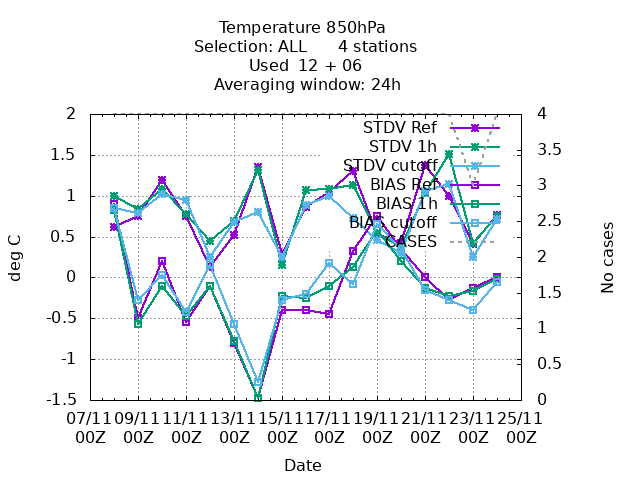 Temperature 850hPa
Selection: ALL      4 stations
Used  12 + 06
Averaging window: 24h
2
1.5
1
0.5
0
-0.5
-1
-1.5
deg C
4
3.5
3
2.5
2
1.5
1
0.5
0
No cases
STDV Ref
STDV 1h
STDV cutoff
BIAS Ref
BIAS 1h
BIAS cutoff
CASES
07/11 09/11 11/11 13/11 15/11 17/11 19/11 21/11 23/11 25/11
00Z 00Z 00Z 00Z 00Z 00Z 00Z 00Z 00Z 00Z
Date